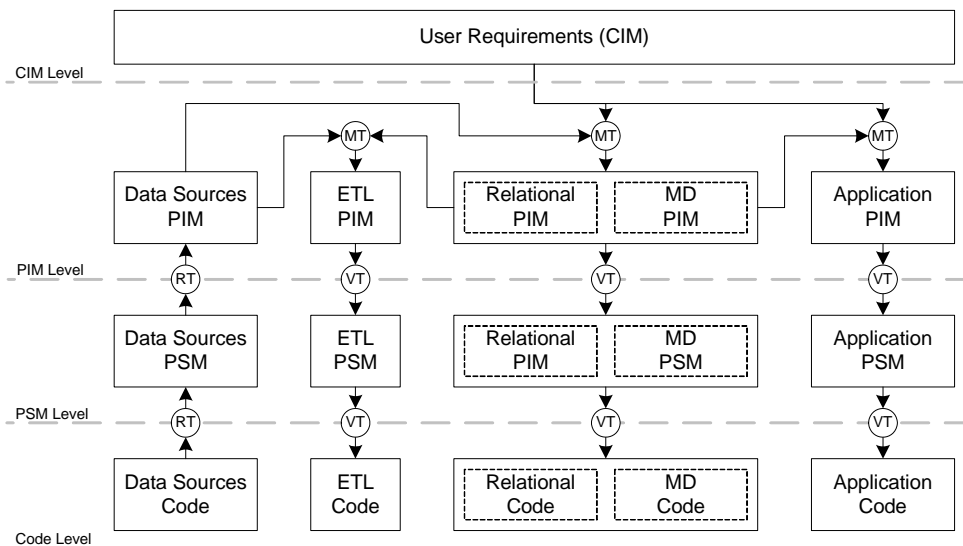 User Requirements (CIM)
CIM Level
MT
MT
MT
Data Sources
PIM
ETL
PIM
Relational
PIM
MD
PIM
Application
PIM
PIM Level
RT
VT
VT
VT
Data Sources
PSM
ETL
PSM
Relational
PIM
MD
PSM
Application
PSM
PSM Level
RT
VT
VT
VT
Data Sources
Code
ETL
Code
Relational
Code
MD
Code
Application
Code
Code Level